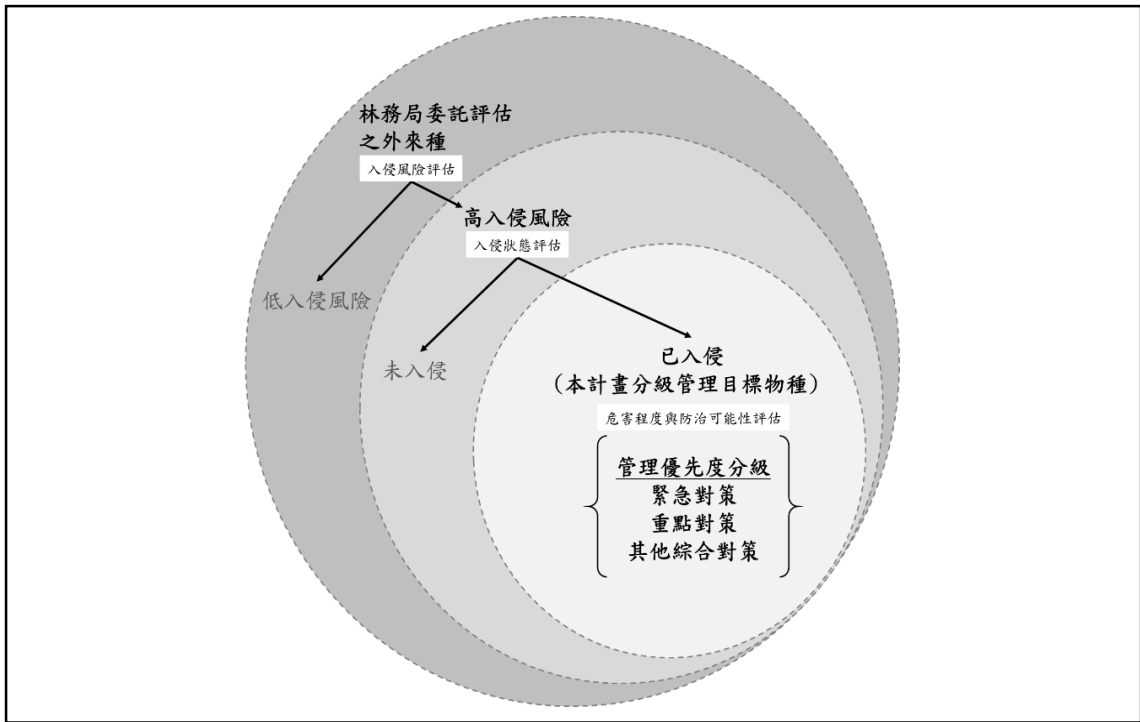 林務局委託評估
之外來種
入侵風險評估
高入侵風險
入侵狀態評估
低入侵風險
未入侵
已入侵
(本計畫分級管理目標物種)
危害程度與防治可能性評估
管理優先度分級
緊急對策
重點對策
其他綜合對策